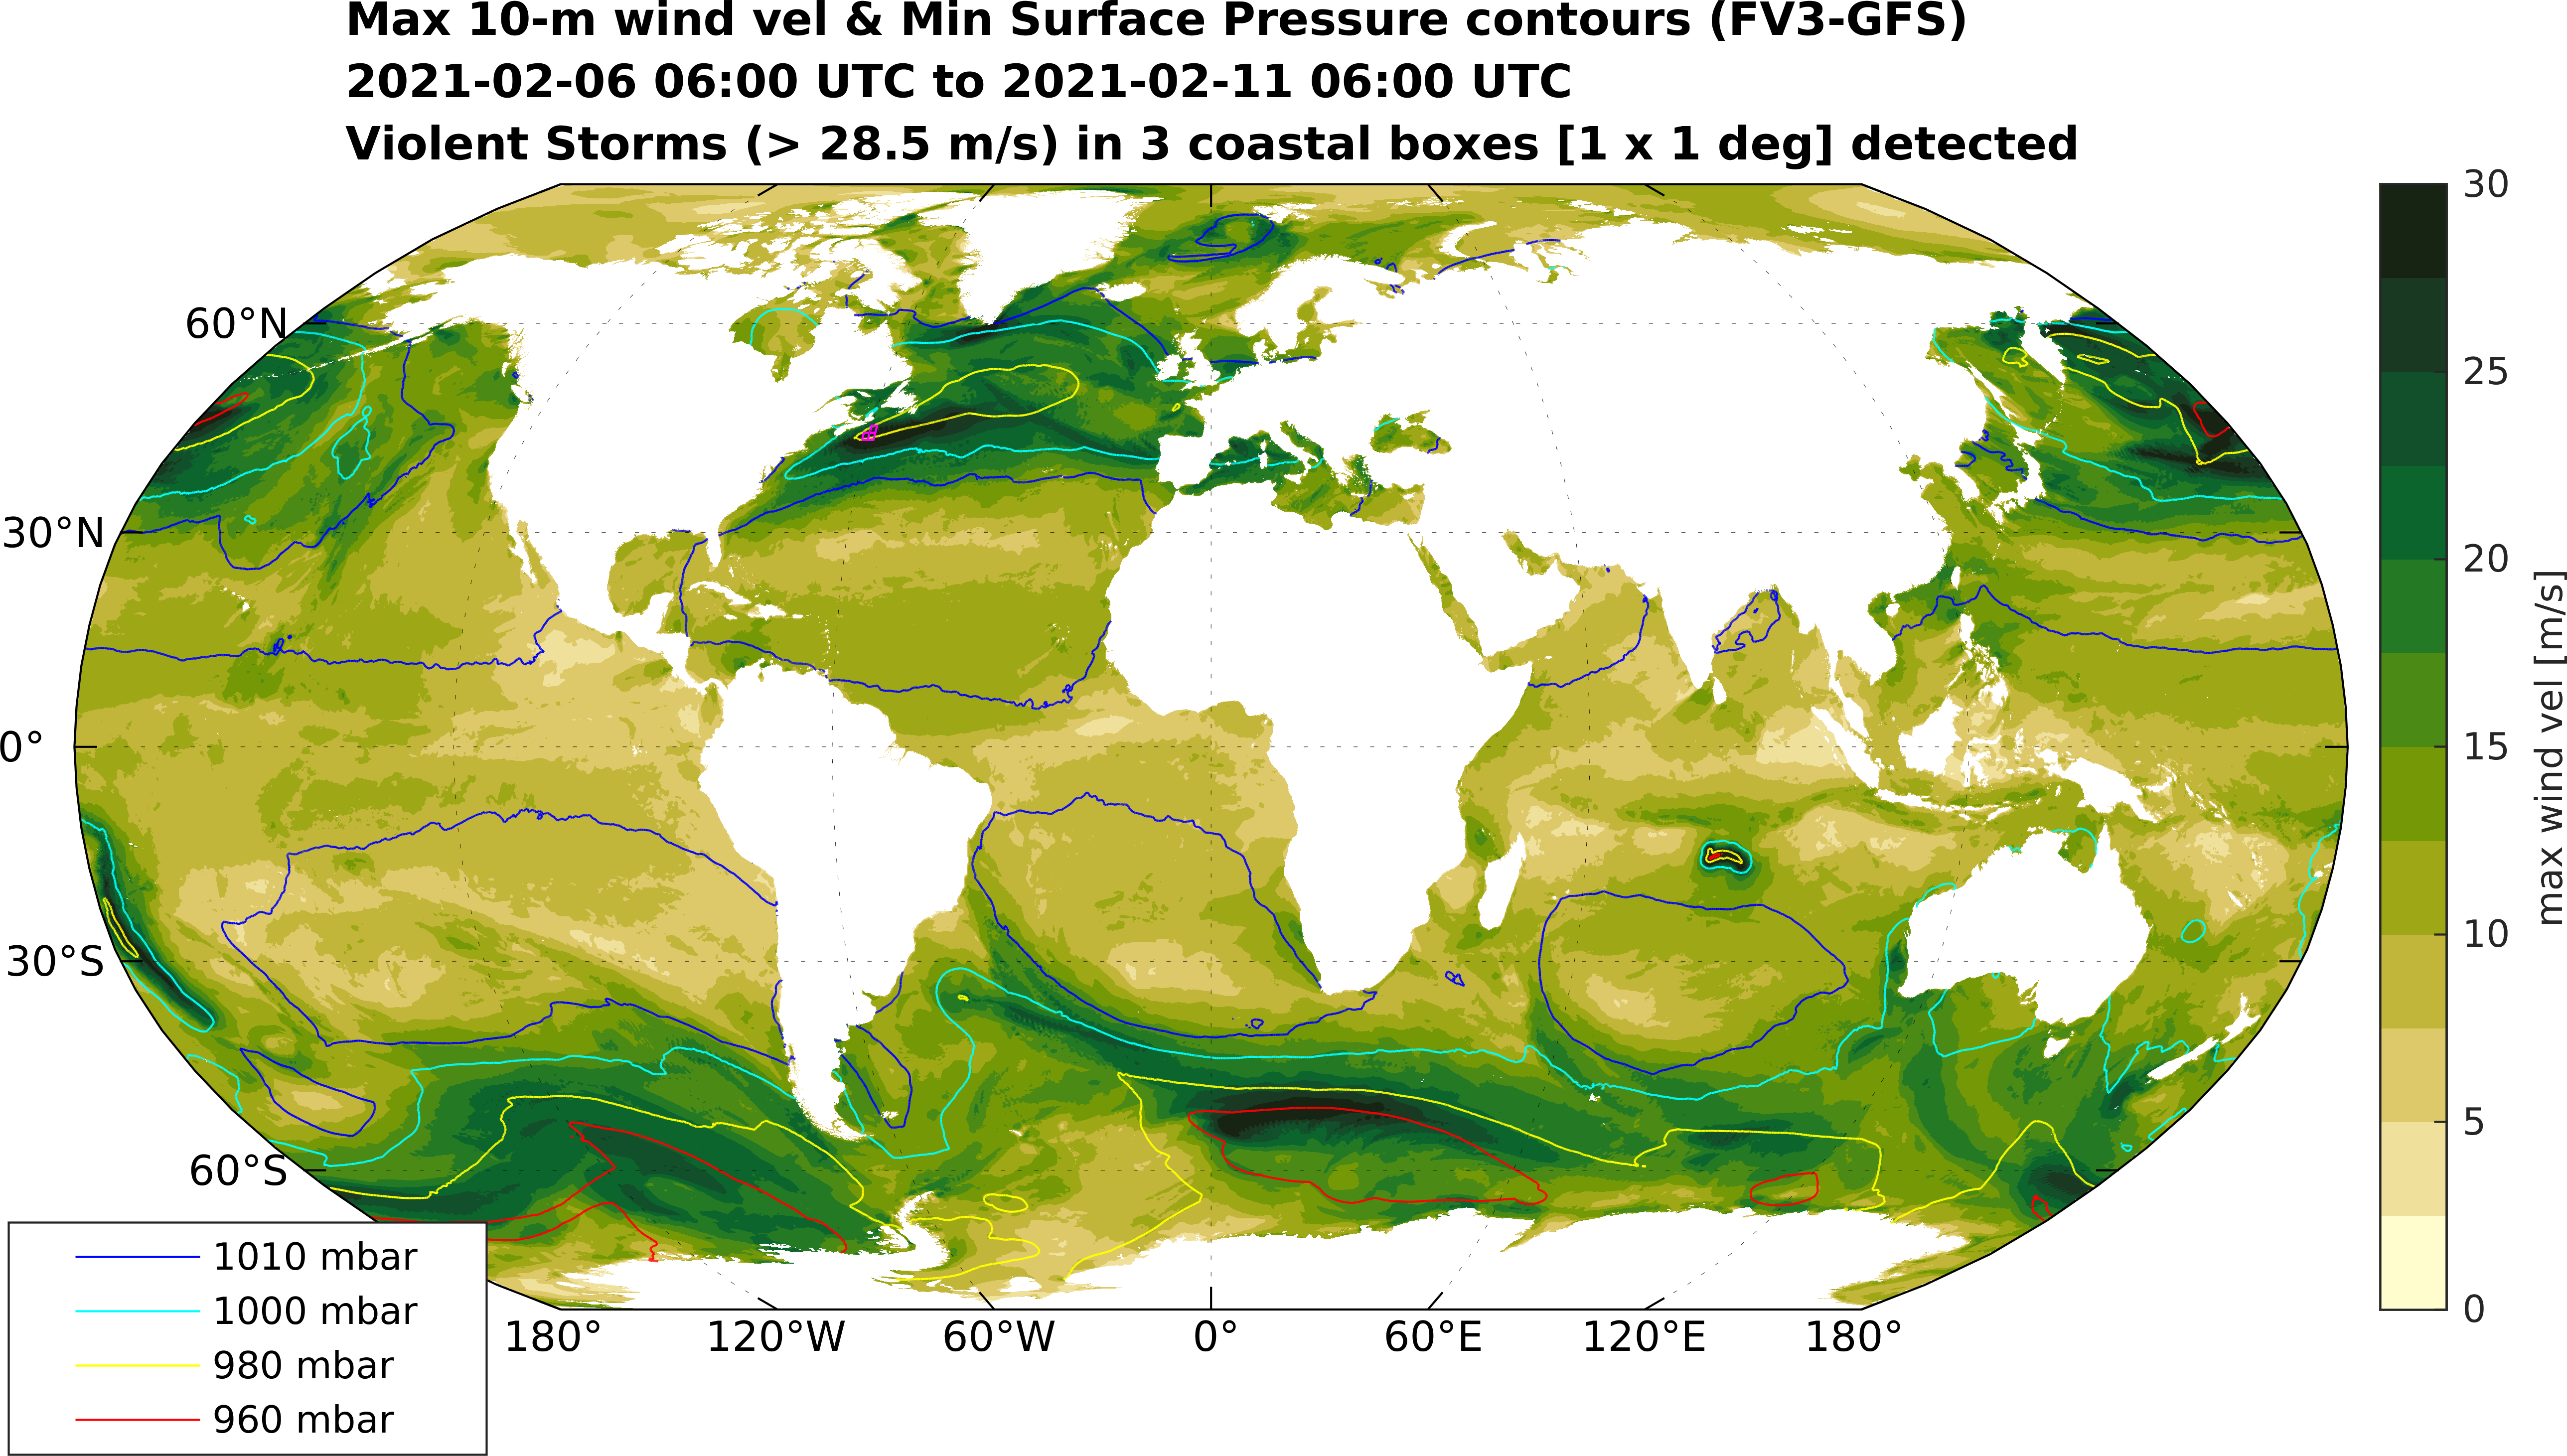 Max 10-m wind vel & Min Surface Pressure contours (FV3-GFS)
2021-02-06 06:00 UTC to 2021-02-11 06:00 UTC
Violent Storms (> 28.5 m/s) in 3 coastal boxes [1 x 1 deg] detected
60°N
30°N
0°
30°S
60°S
180°
120°W
60°W
0°
60°E
120°E
180°
1010 mbar
1000 mbar
980 mbar
960 mbar
30
25
20
15
10
5
0
max wind vel [m/s]